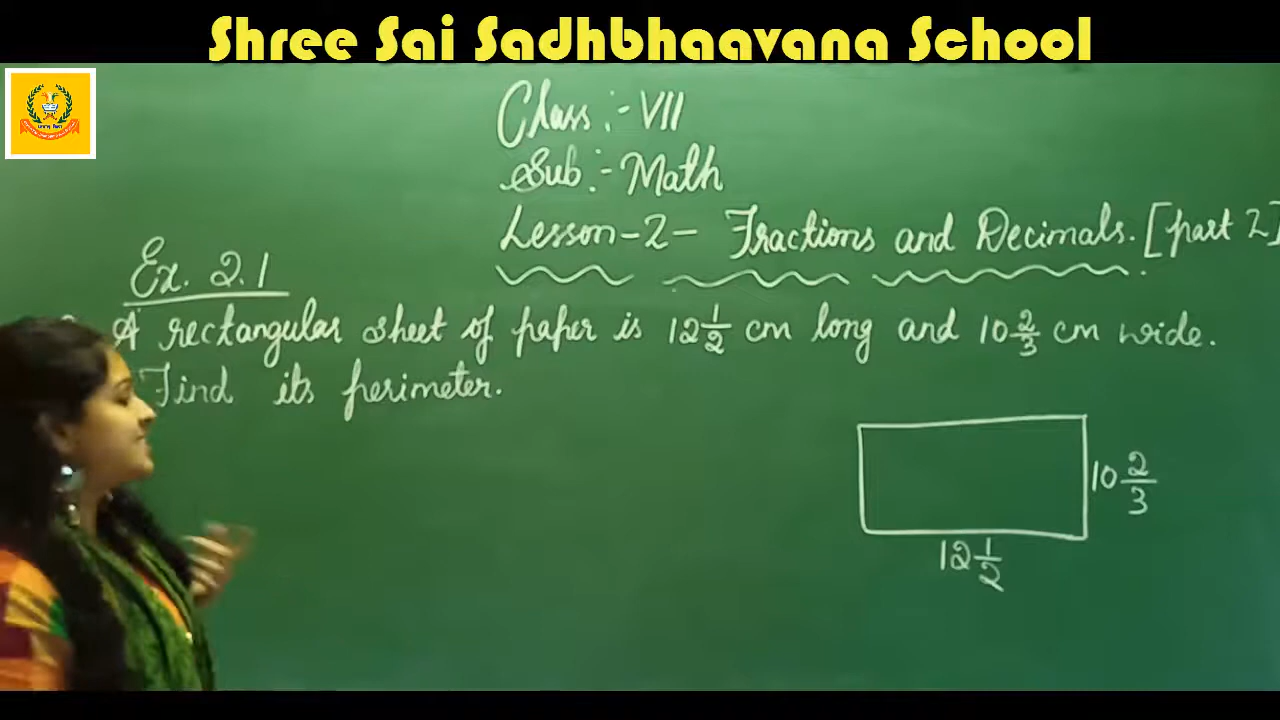 Shree Sai Sadhbhaavana School
Class :- VII
Sub :- Math
Lesson-2- Fractions and Decimals. [part 2]
Ex. 2.1
A rectangular sheet of paper is 12 1/2 cm long and 10 2/3 cm wide.
Find its perimeter.
10 2/3
12 1/2